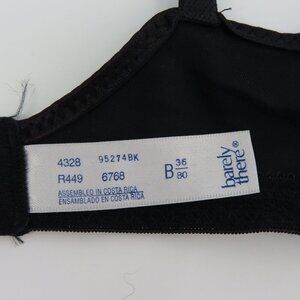 4328 95274BK
R449 6768
B 36/80
ASSEMBLED IN COSTA RICA
ENSAMBLADO EN COSTA RICA
barely
there®